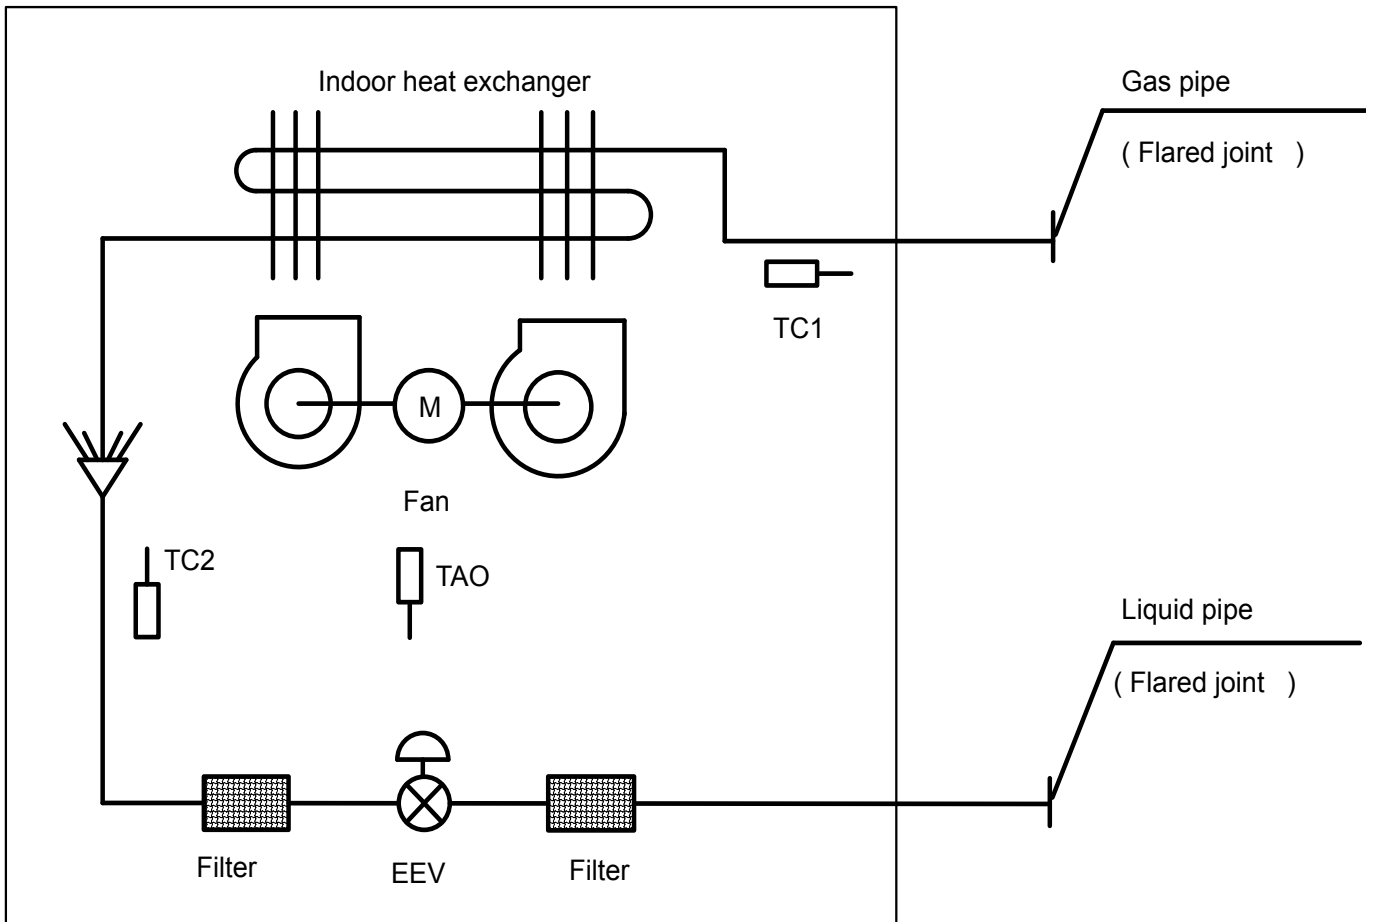 Indoor heat exchanger
Gas pipe
( Flared joint )
TC1
M
Fan
TC2
TAO
Liquid pipe
( Flared joint )
Filter
EEV
Filter